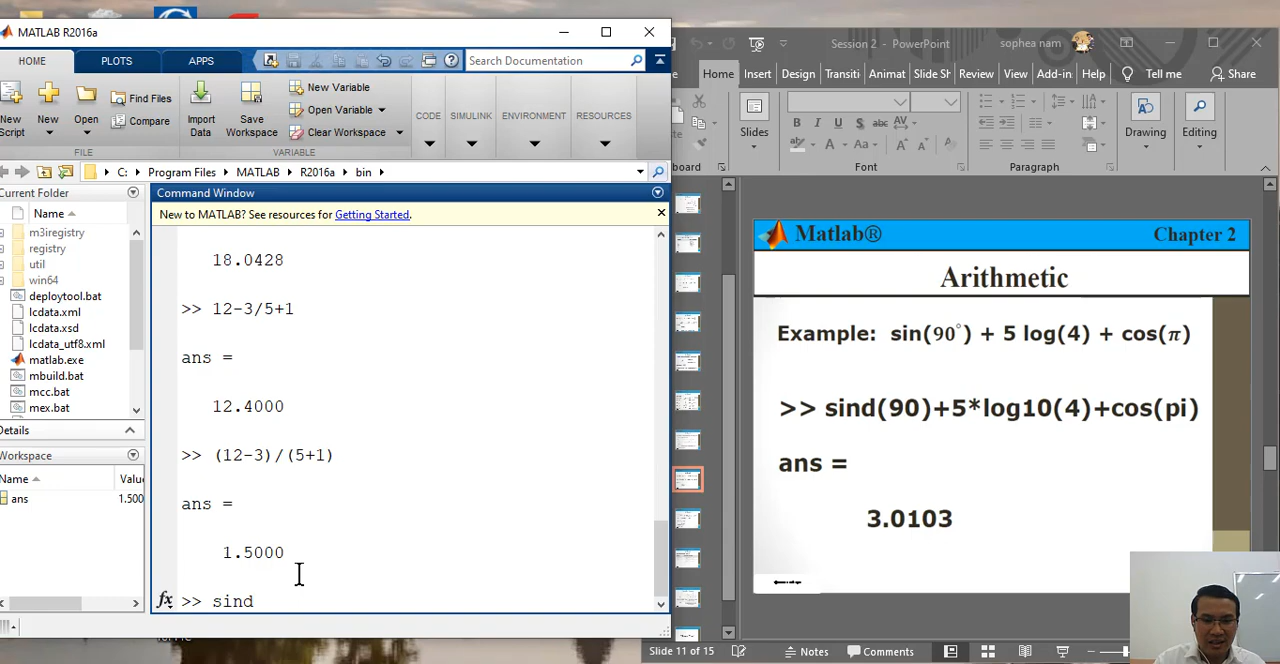 MATLAB R2016a
HOME
PLOTS
APPS
Search Documentation
New Script
New
Open
Find Files
Compare
Import Data
Save Workspace
New Variable
Open Variable
Clear Workspace
CODE
SIMULINK
ENVIRONMENT
RESOURCES
FILE
VARIABLE
C: Program Files MATLAB R2016a bin
Current Folder
Name
m3iregistry
registry
util
win64
deploytool.bat
lcdata.xml
lcdata.xsd
lcdata_utf8.xml
matlab.exe
mbuild.bat
mcc.bat
mex.bat
Details
Workspace
Name Valu
ans 1.500
Command Window
New to MATLAB? See resources for Getting Started.
18.0428
>> 12-3/5+1
ans =
12.4000
>> (12-3)/(5+1)
ans =
1.5000
fx >> sind
Session 2 - PowerPoint
sophea nam
Home Insert Design Transiti Animat Slide Sh Review View Add-in Help Tell me Share
Slides
Drawing
Editing
board
Font
Paragraph
Matlab® Chapter 2
Arithmetic
Example: sin(90°) + 5 log(4) + cos(π)
>> sind(90)+5*log10(4)+cos(pi)
ans =
3.0103
Slide 11 of 15
Notes
Comments